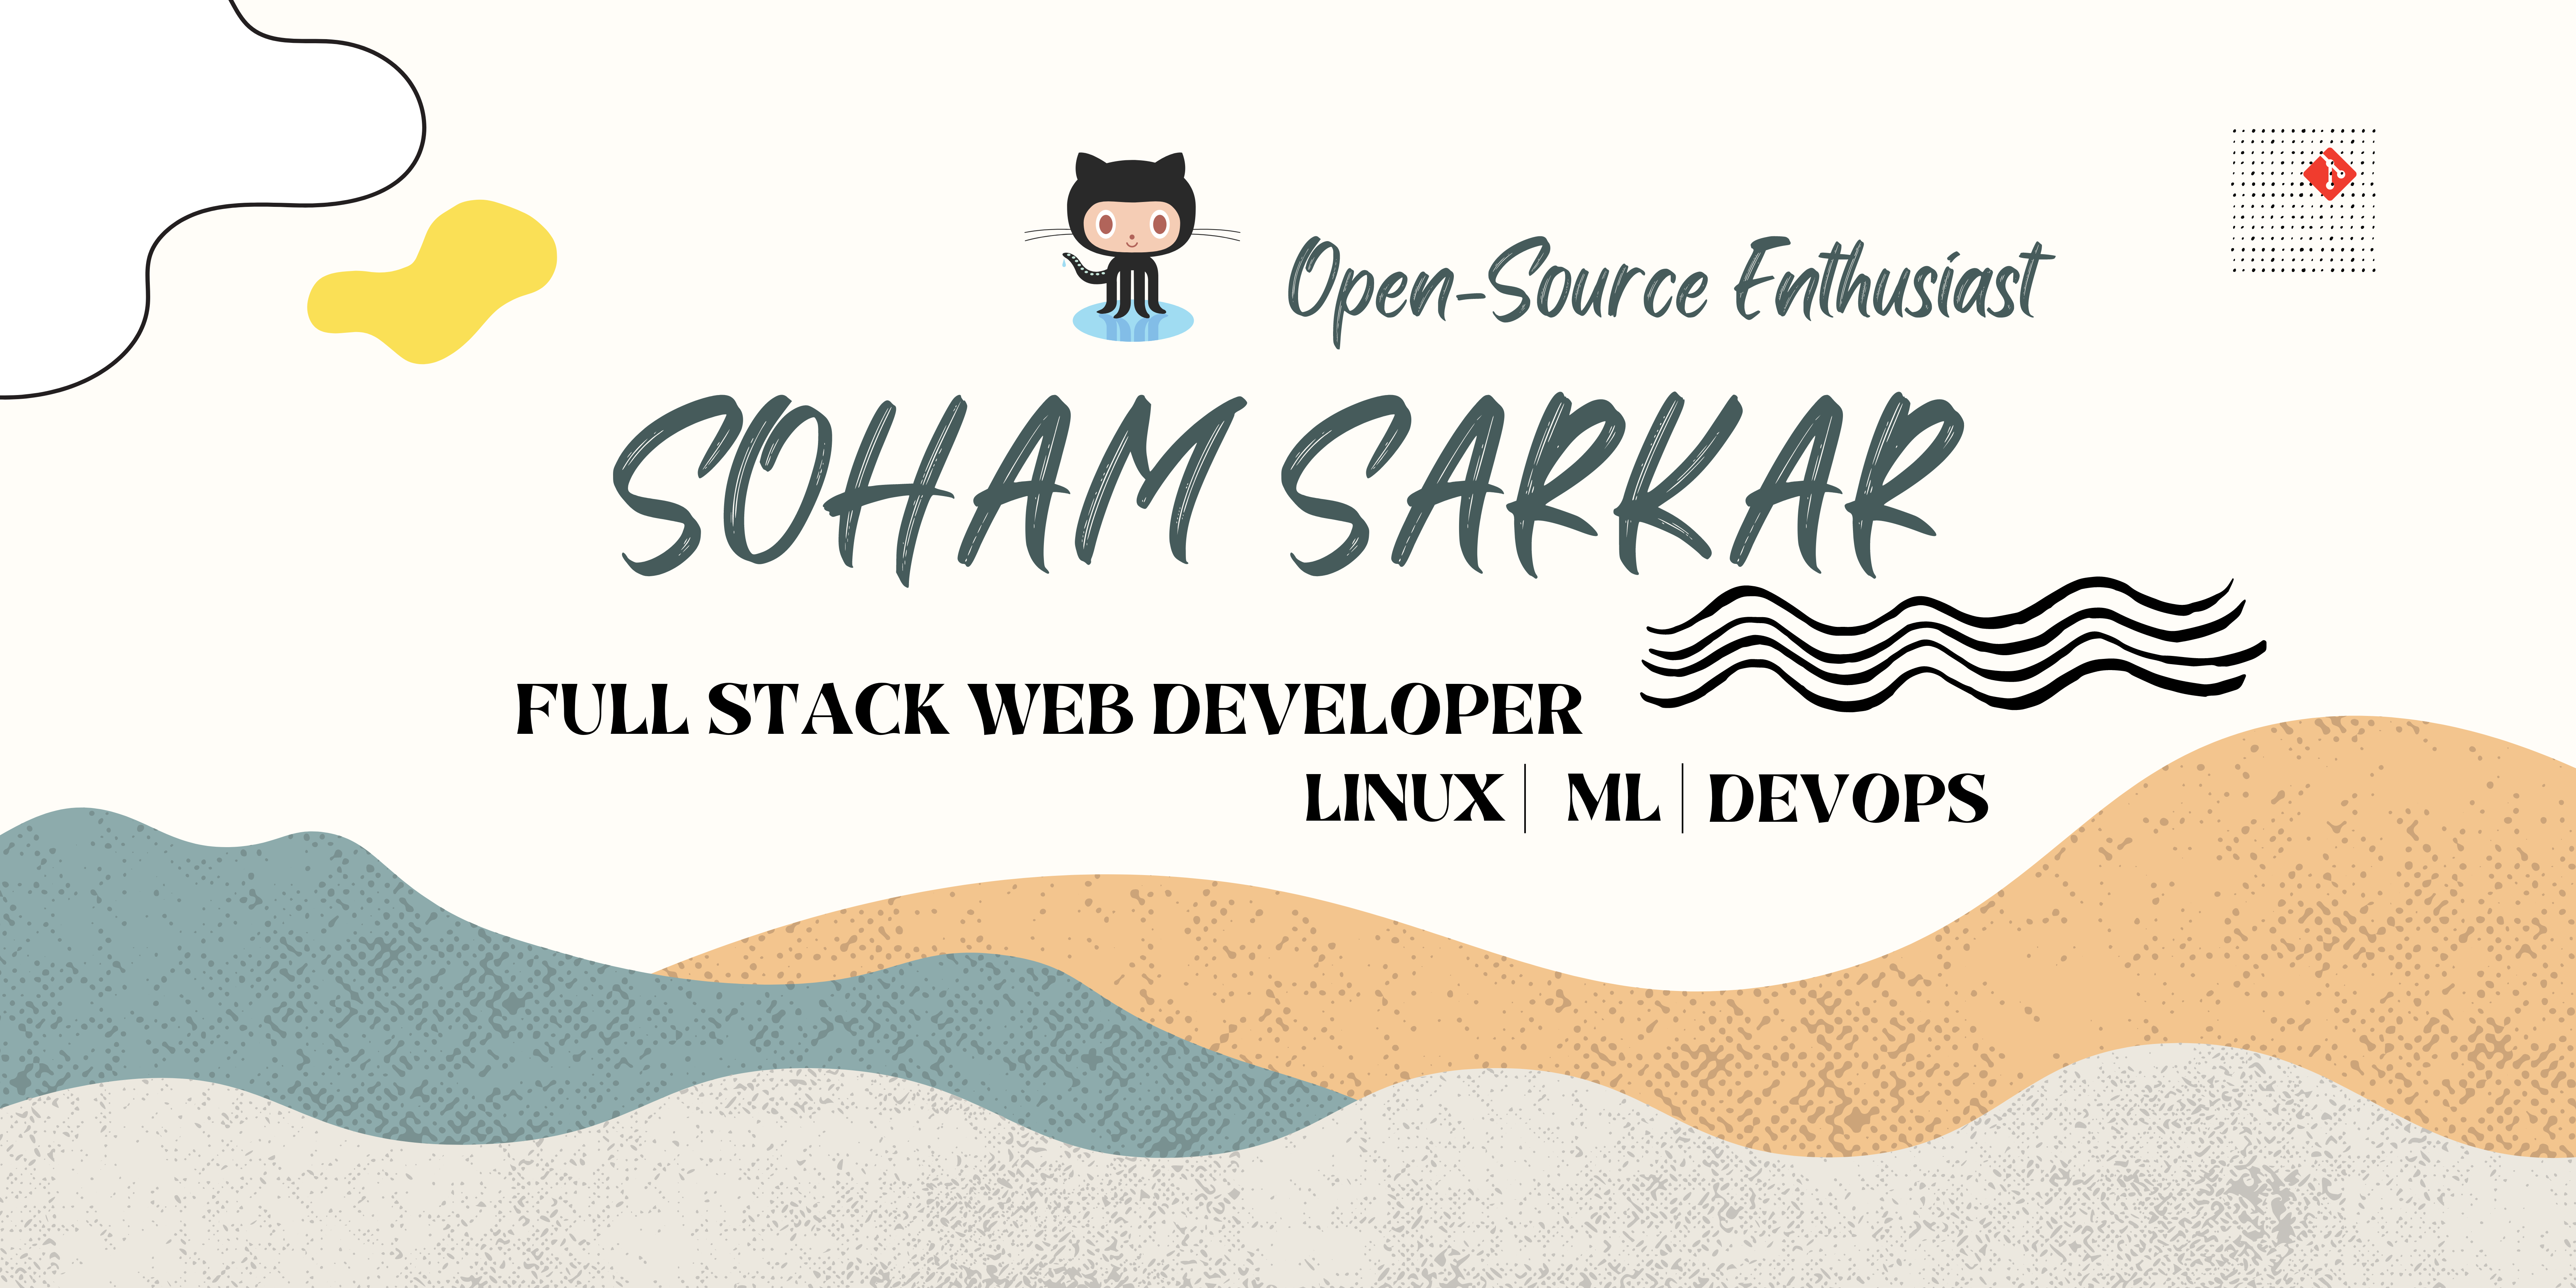 Open-Source Enthusiast
SOHAM SARKAR
FULL STACK WEB DEVELOPER
LINUX | ML | DEVOPS